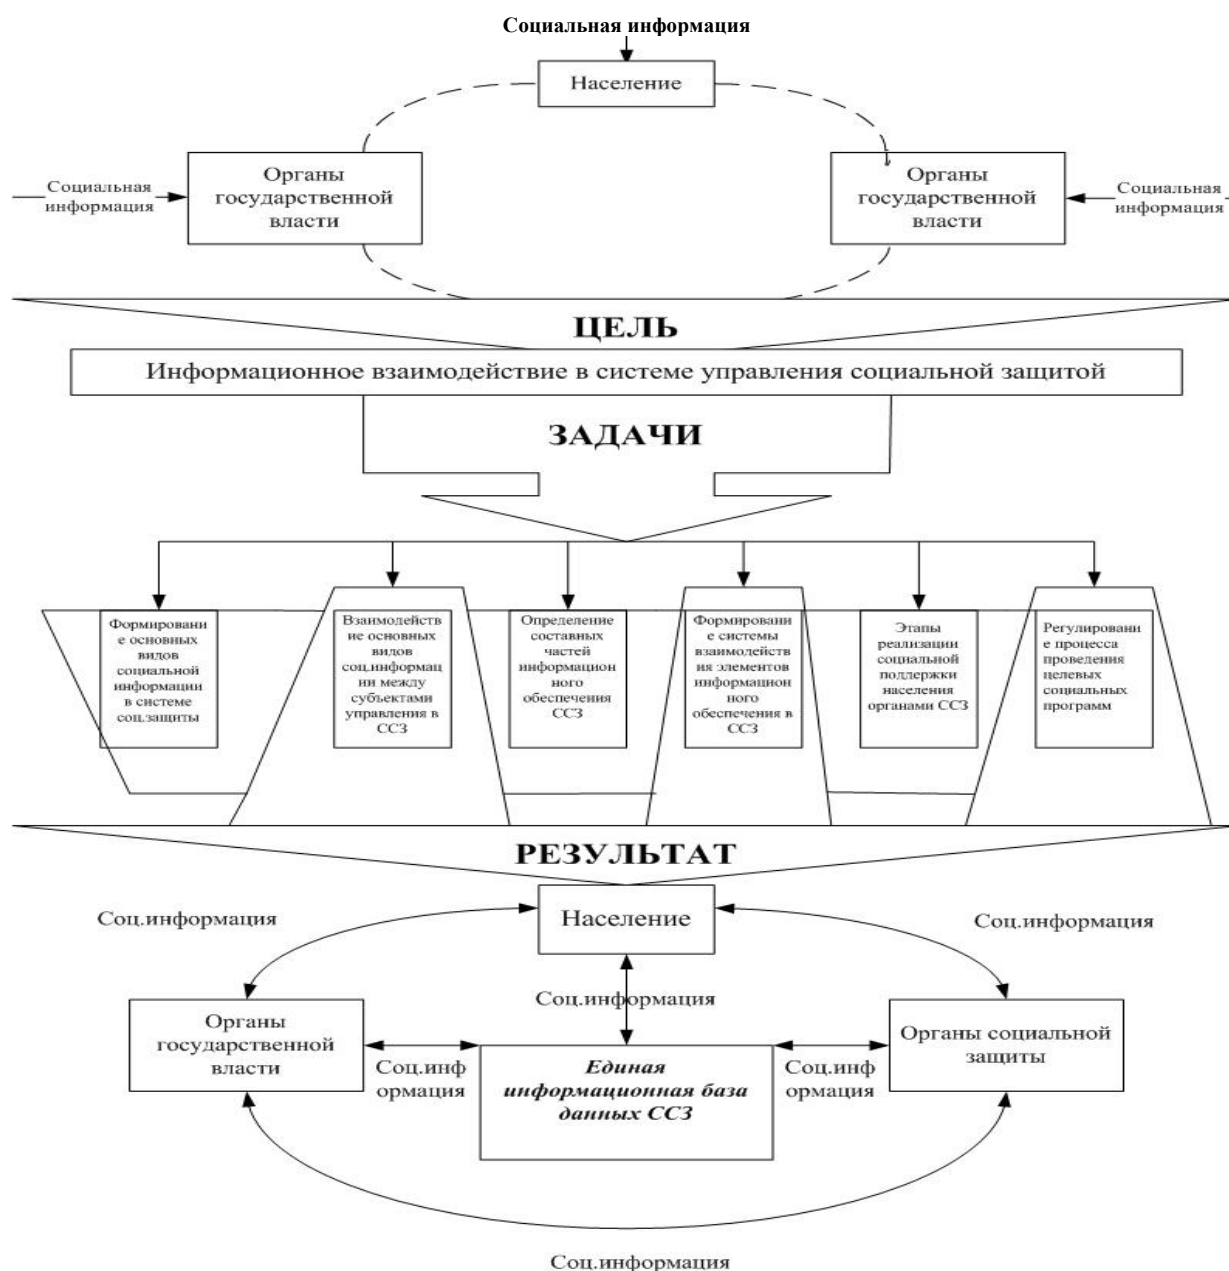 Социальная информация
Население
Органы
государственной
власти
Социальная
информация
Органы
государственной
власти
Социальная
информация
ЦЕЛЬ
Информационное взаимодействие в системе управления социальной защитой
ЗАДАЧИ
Формировани
е основных
видов
социальной
информации
в системе
соц.защиты
Взаимодейств
ие основных
видов
соц.информац
ии между
субъектами
управления в
ССЗ
Определение
составных
частей
информацион
ного
обеспечения
ССЗ
Формировани
е системы
взаимодейств
ия элементов
информацион
ного
обеспечения в
ССЗ
Этапы
реализации
социальной
поддержки
населения
органами ССЗ
Регулировани
е процесса
проведения
целевых
социальных
программ
РЕЗУЛЬТАТ
Соц.информация
Население
Соц.информация
Соц.информация
Органы
государственной
власти
Соц.инф
ормация
Единая
информационная база
данных ССЗ
Соц.инф
ормация
Органы социальной
защиты
Соц.информация